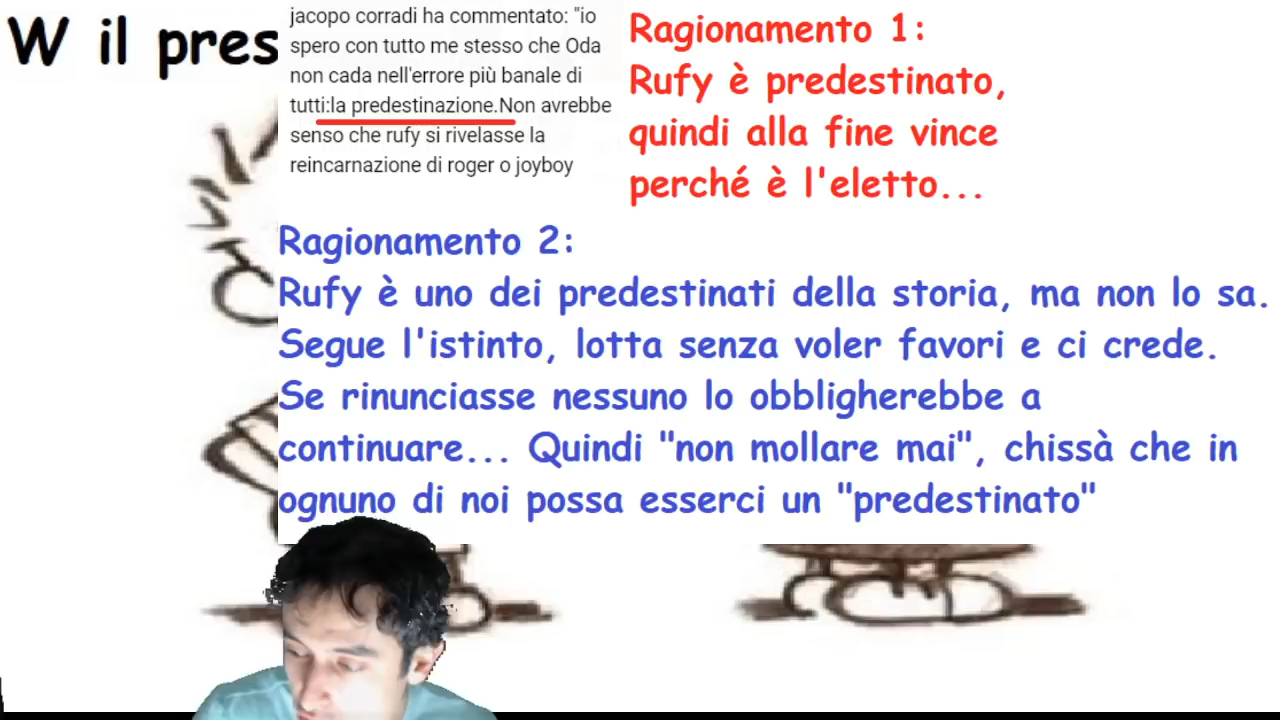 W il pres
jacopo corradi ha commentato: "io
spero con tutto me stesso che Oda
non cada nell'errore più banale di
tutti:la predestinazione.Non avrebbe
senso che rufy si rivelasse la
reincarnazione di roger o joyboy
Ragionamento 1:
Rufy è predestinato,
quindi alla fine vince
perché è l'eletto...
Ragionamento 2:
Rufy è uno dei predestinati della storia, ma non lo sa.
Segue l'istinto, lotta senza voler favori e ci crede.
Se rinunciasse nessuno lo obbligherebbe a
continuare... Quindi "non mollare mai", chissà che in
ognuno di noi possa esserci un "predestinato"